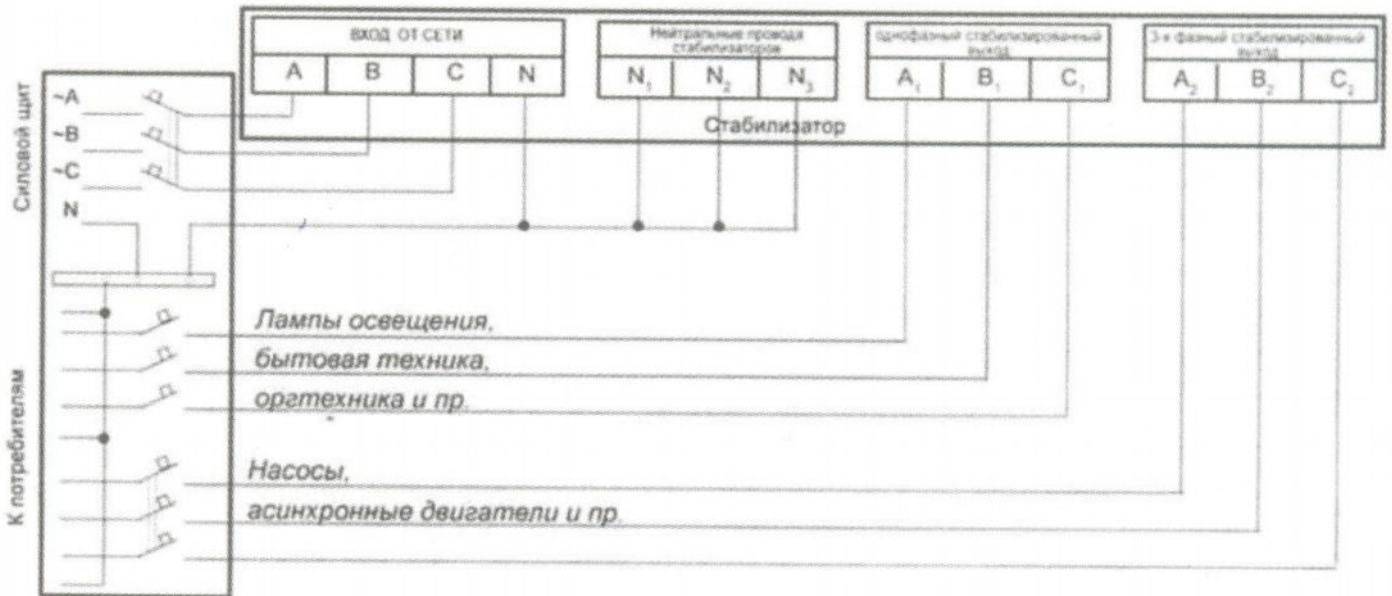 ВХОД ОТ СЕТИ
A B C N
Нейтральные провода
стабилизаторов
N₁ N₂ N₃
однофазный стабилизированный
выход
A₁ B₁ C₁
3-х фазный стабилизированный
выход
A₂ B₂ C₂
Стабилизатор
Силовой щит
~A
~B
~C
N
К потребителям
Лампы освещения,
бытовая техника,
оргтехника и пр.
Насосы,
асинхронные двигатели и пр.